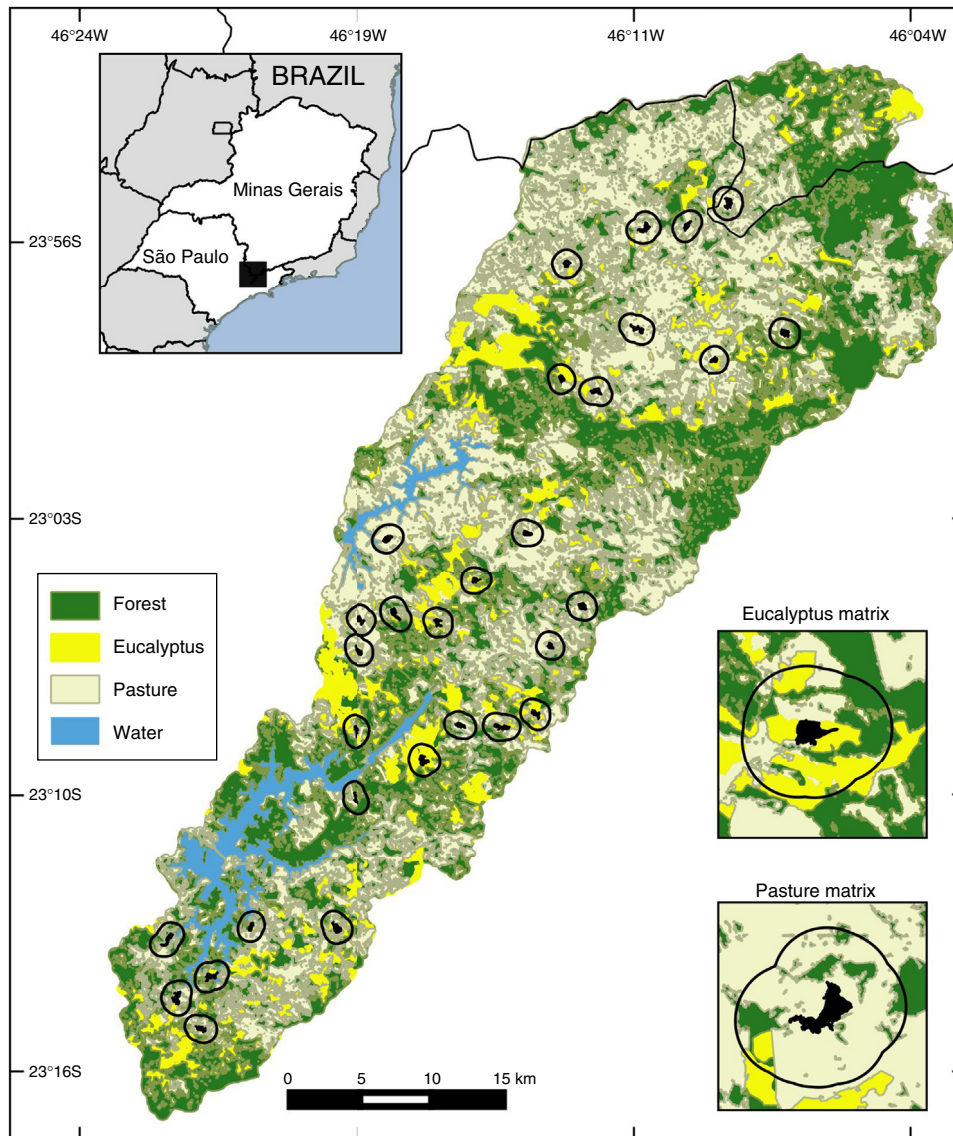 46°24W 46°19W 46°11W 46°04W
BRAZIL
Minas Gerais
São Paulo
23°56S
23°03S
23°10S
23°16S
Forest
Eucalyptus
Pasture
Water
Eucalyptus matrix
Pasture matrix
0 5 10 15 km